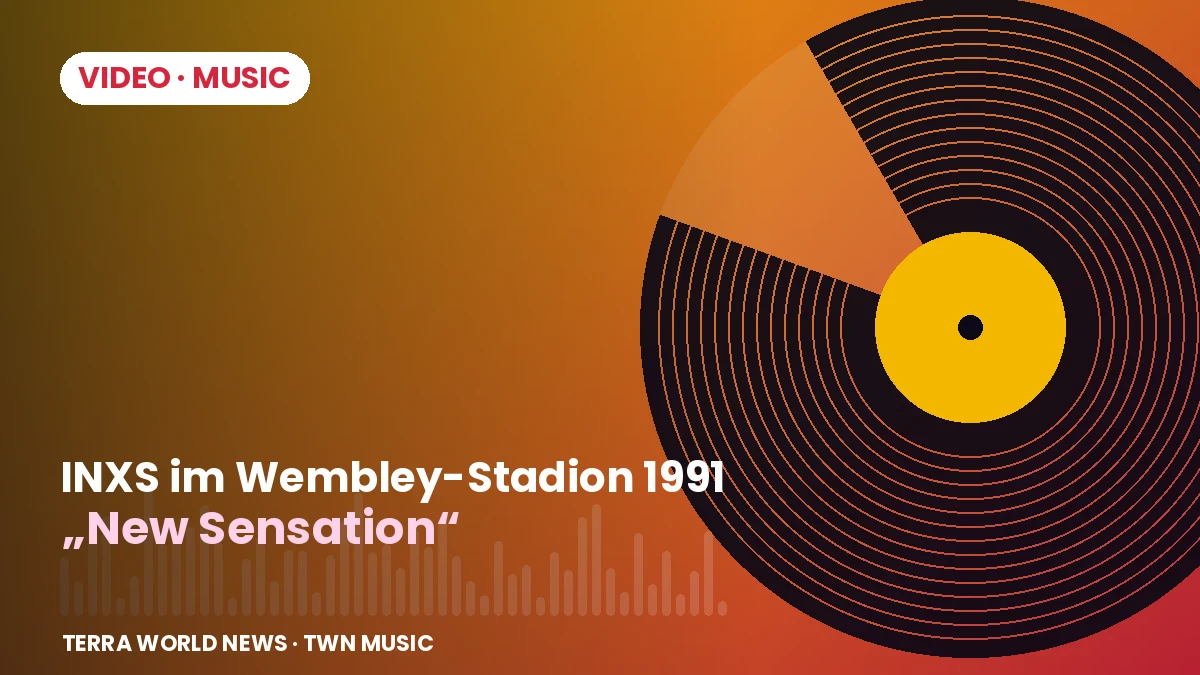 VIDEO · MUSIC
INXS im Wembley-Stadion 1991
„New Sensation“
TERRA WORLD NEWS · TWN MUSIC